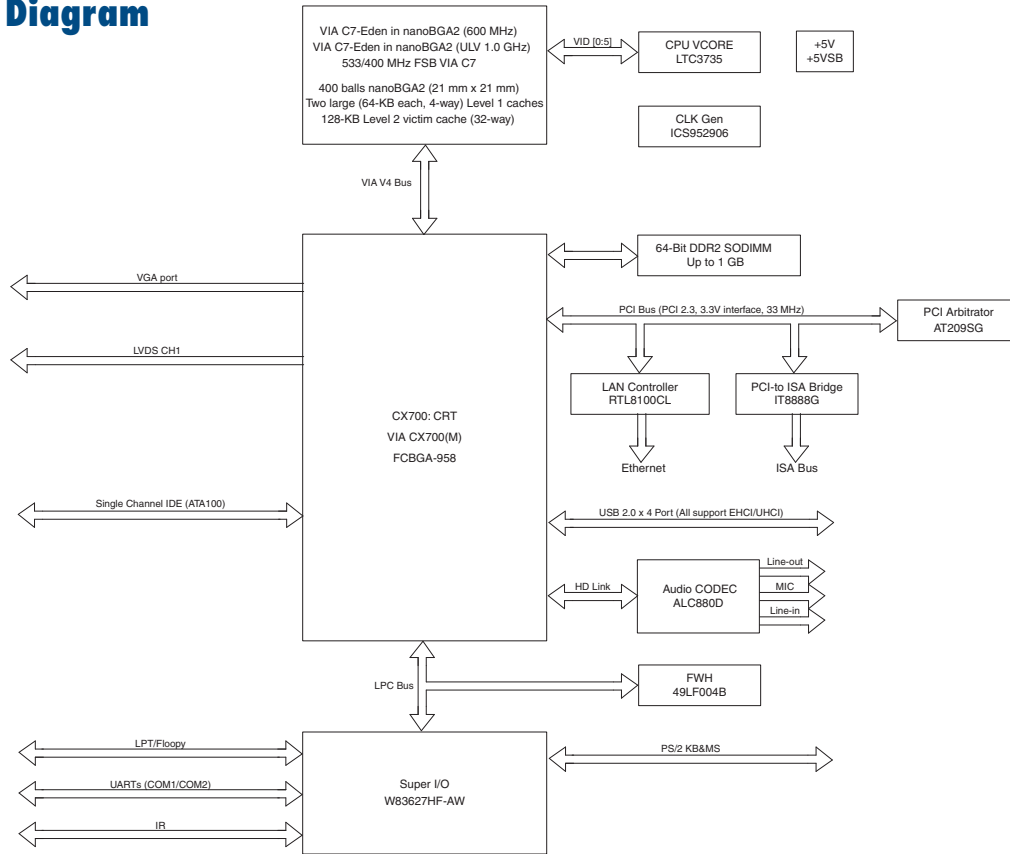 Diagram
VIA C7-Eden in nanoBGA2 (600 MHz)
VIA C7-Eden in nanoBGA2 (ULV 1.0 GHz)
533/400 MHz FSB VIA C7
400 balls nanoBGA2 (21 mm x 21 mm)
Two large (64-KB each, 4-way) Level 1 caches
128-KB Level 2 victim cache (32-way)
VID [0:5]
CPU VCORE
LTC3735
+5V
+5VSB
CLK Gen
ICS952906
VIA V4 Bus
64-Bit DDR2 SODIMM
Up to 1 GB
VGA port
PCI Bus (PCI 2.3, 3.3V interface, 33 MHz)
PCI Arbitrator
AT209SG
LVDS CH1
LAN Controller
RTL8100CL
PCI-to ISA Bridge
IT8888G
CX700: CRT
VIA CX700(M)
FCBGA-958
Ethernet
ISA Bus
Single Channel IDE (ATA100)
USB 2.0 x 4 Port (All support EHCI/UHCI)
HD Link
Audio CODEC
ALC880D
Line-out
MIC
Line-in
LPC Bus
FWH
49LF004B
LPT/Floopy
PS/2 KB&MS
UARTs (COM1/COM2)
Super I/O
W83627HF-AW
IR